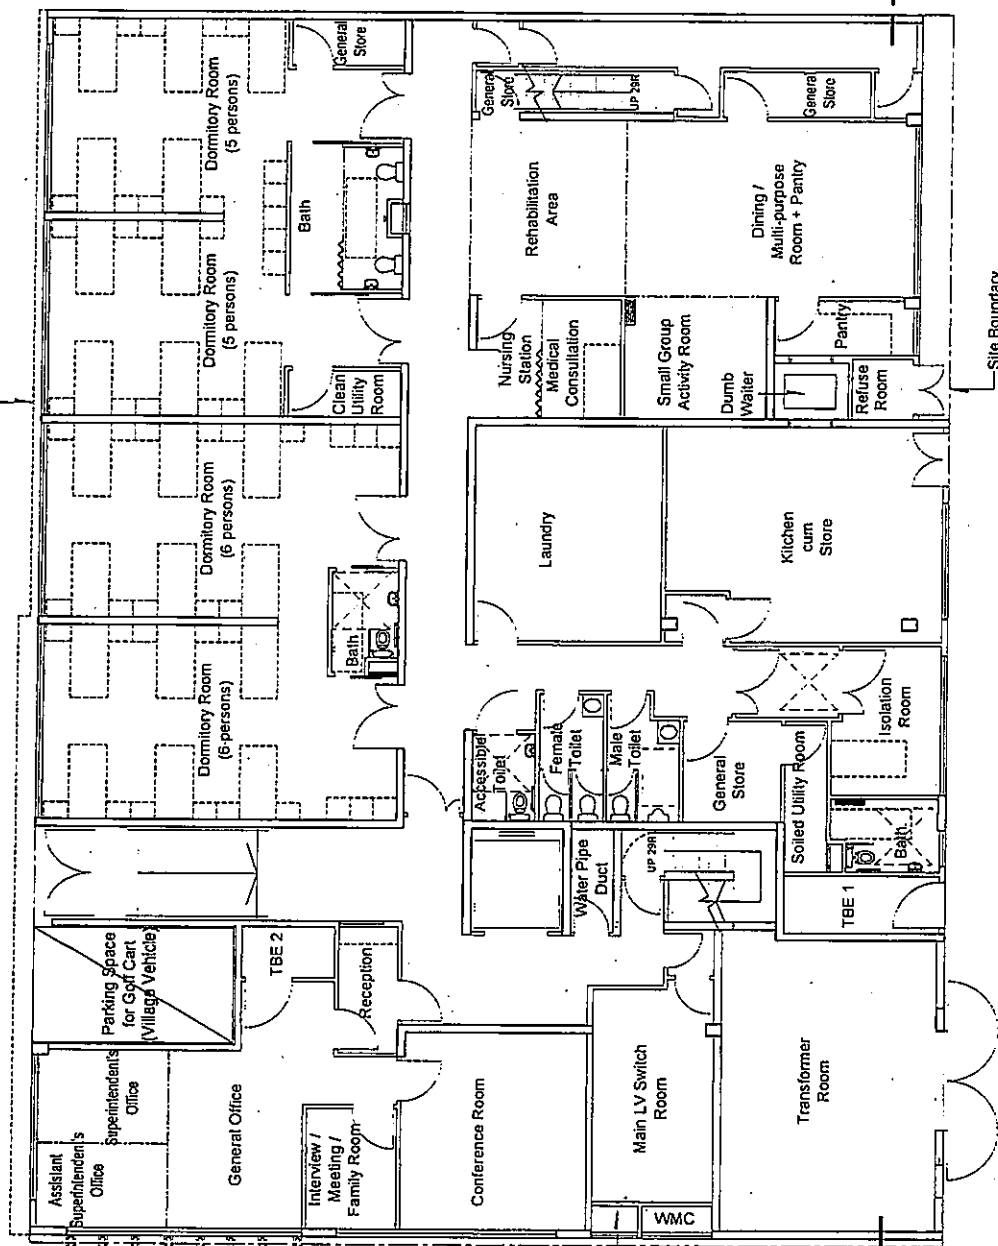 General
Store
Dormitory Room
(5 persons)
Bath
Dormitory Room
(5 persons)
Clean
Utility
Room
Dormitory Room
(6 persons)
Bath
Dormitory Room
(6-persons)
General
Store
UP 29R
General
Store
Rehabilitation
Area
Dining /
Multi-purpose
Room + Pantry
Nursing
Station
Medical
Consultation
Small Group
Activity Room
Dumb
Waiter
Pantry
Refuse
Room
Site Boundary
Laundry
Kitchen
cum
Store
Accessible
Toilet
Female
Toilet
Male
Toilet
General
Store
Soiled Utility Room
Isolation
Room
Bath
Water Pipe
Duct
UP 29R
TBE 1
Parking Space
for Golf Cart
(Village Vehicle)
TBE 2
Reception
Superintendent's
Office
Assistant
Superintendent's
Office
General Office
Interview /
Meeting /
Family Room
Conference Room
Main LV Switch
Room
WMC
Transformer
Room